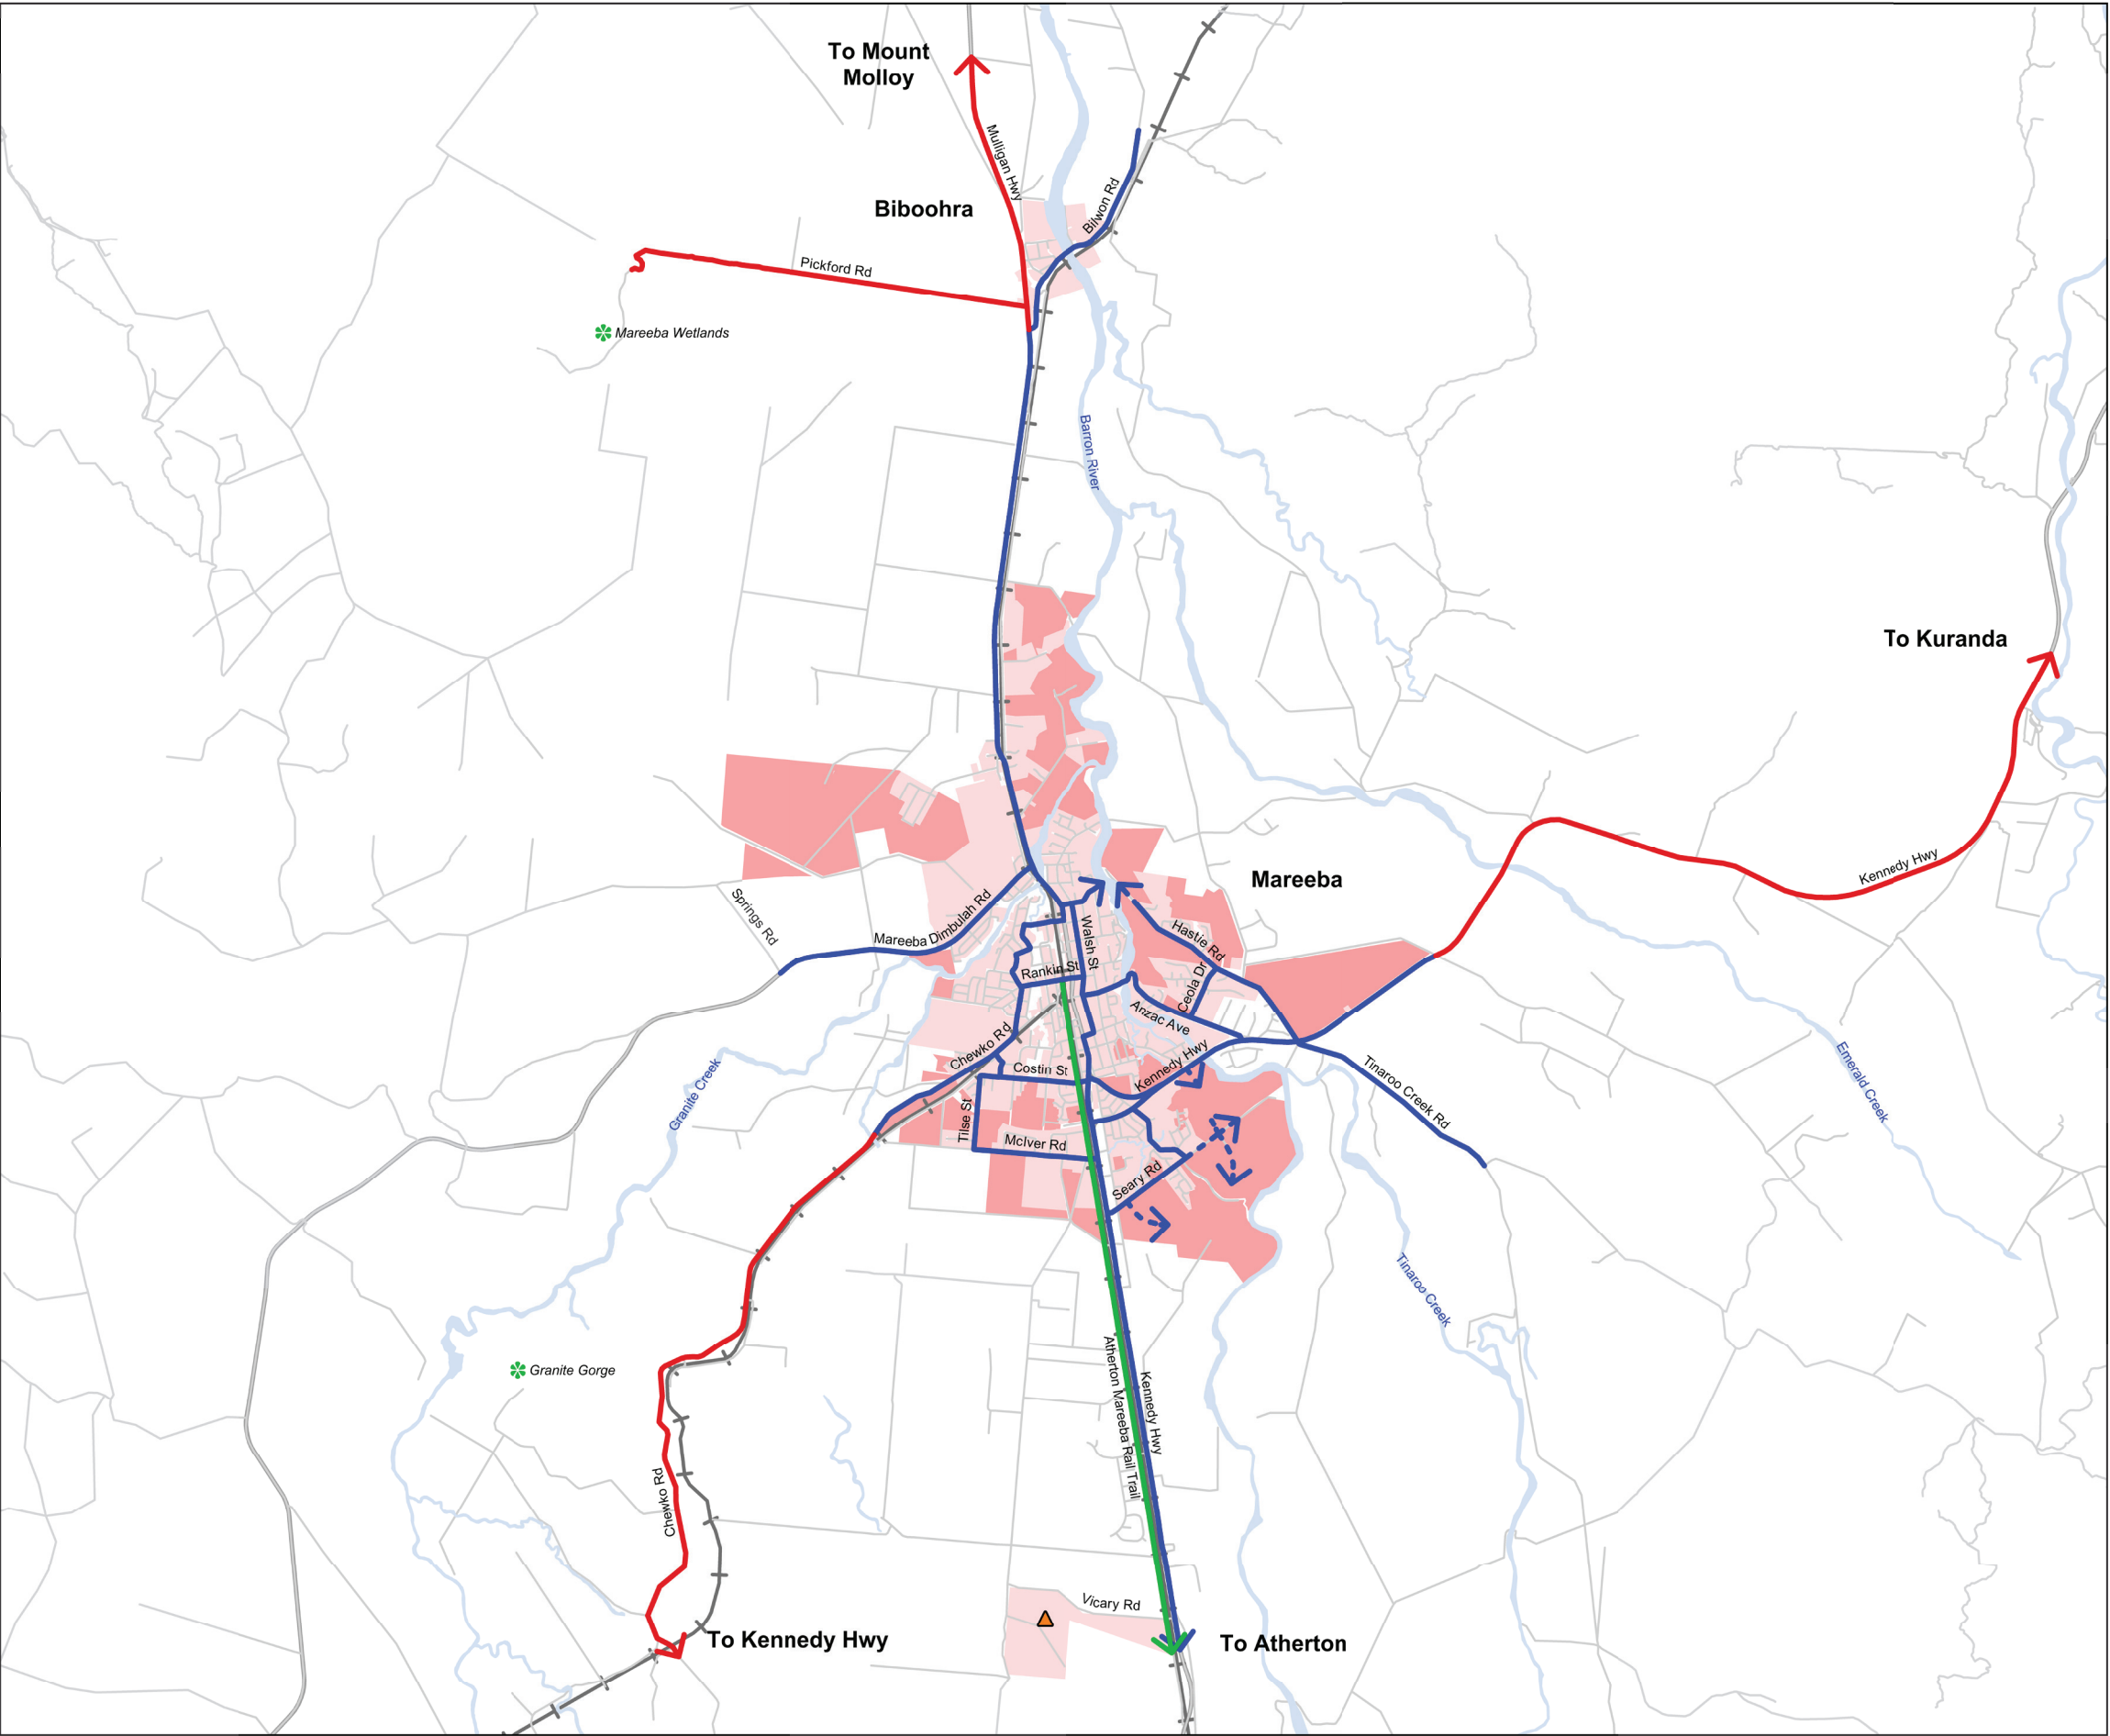 To Mount
Molloy
Mulligan Hwy
Biboohra
Bilwon Rd
Pickford Rd
Mareeba Wetlands
Barron River
To Kuranda
Kennedy Hwy
Mareeba
Springs Rd
Mareeba Dimbulah Rd
Walsh St
Hastie Rd
Rankin St
Ceola Dr
Anzac Ave
Chewko Rd
Kennedy Hwy
Costin St
Granite Creek
Tinaroo Creek Rd
Emerald Creek
Tilse St
McIver Rd
Seary Rd
Tinaroo Creek
Granite Gorge
Atherton Mareeba Rail Trail
Kennedy Hwy
Chewko Rd
Vicary Rd
To Kennedy Hwy
To Atherton